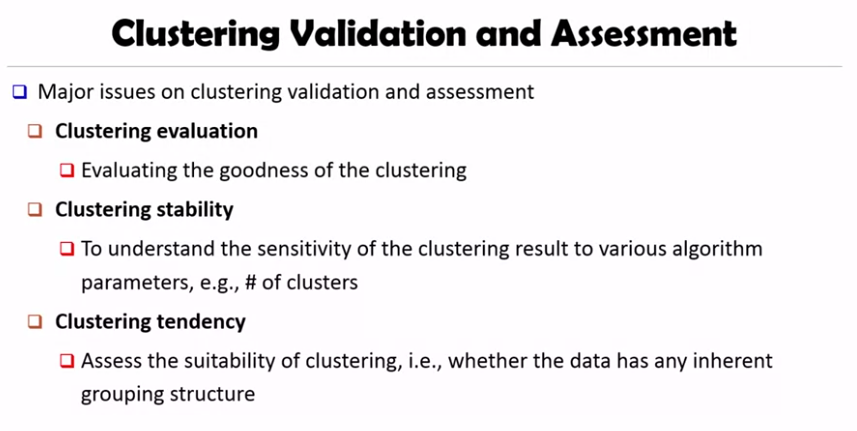 Clustering Validation and Assessment
Major issues on clustering validation and assessment
Clustering evaluation
Evaluating the goodness of the clustering
Clustering stability
To understand the sensitivity of the clustering result to various algorithm
parameters, e.g., # of clusters
Clustering tendency
Assess the suitability of clustering, i.e., whether the data has any inherent
grouping structure